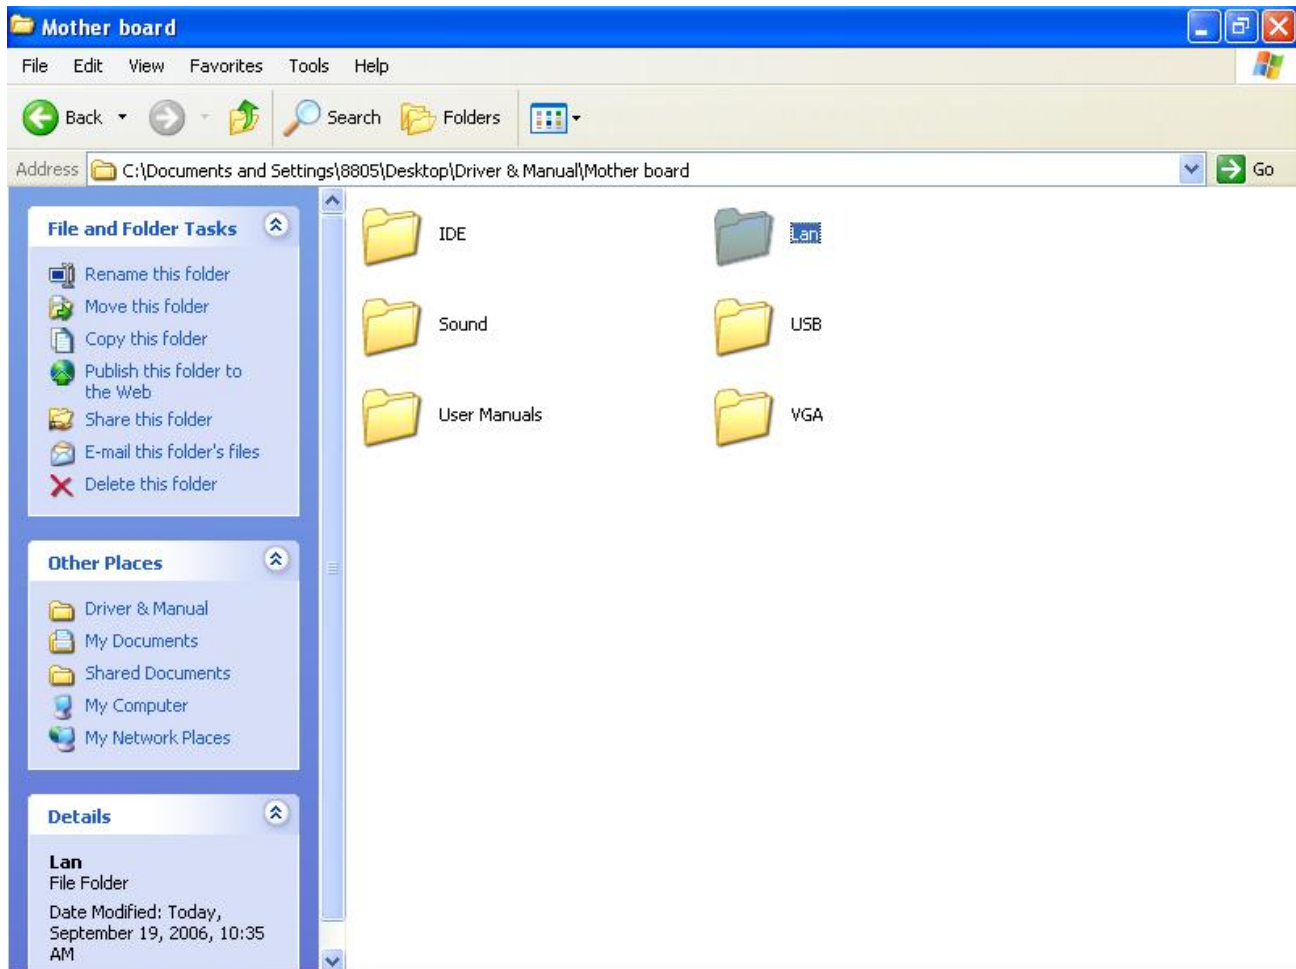 Mother board
File Edit View Favorites Tools Help
Back Search Folders
Address C:\Documents and Settings\8805\Desktop\Driver & Manual\Mother board Go
File and Folder Tasks
Rename this folder
Move this folder
Copy this folder
Publish this folder to
the Web
Share this folder
E-mail this folder's files
Delete this folder
Other Places
Driver & Manual
My Documents
Shared Documents
My Computer
My Network Places
Details
Lan
File Folder
Date Modified: Today,
September 19, 2006, 10:35
AM
IDE
Lan
Sound
USB
User Manuals
VGA